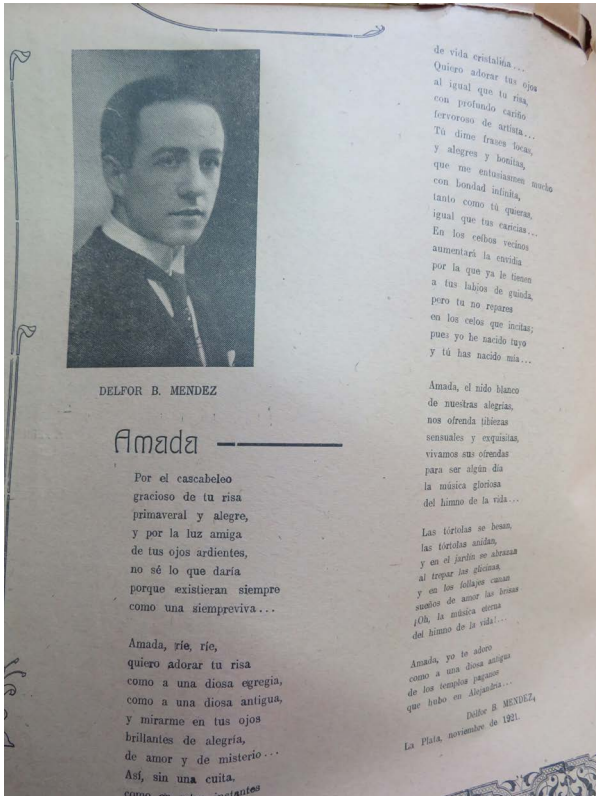 DELFOR B. MENDEZ
Amada
Por el cascabeleo
gracioso de tu risa
primaveral y alegre,
y por la luz amiga
de tus ojos ardientes,
no sé lo que daría
porque existieran siempre
como una siempreviva...
Amada, ríe, ríe,
quiero adorar tu risa
como a una diosa egregia,
como a una diosa antigua,
y mirarme en tus ojos
brillantes de alegría,
de amor y de misterio...
Así, sin una cuita,
como instantes
de vida cristalina...
Quiero adorar tus ojos
al igual que tu risa,
con profundo cariño
fervoroso de artista...
Tú dime frases locas,
y alegres y bonitas,
que me entusiasmen mucho
con bondad infinita,
tanto como tú quieras,
igual que tus caricias...
En los ceibos vecinos
aumentará la envidia
por la que ya le tienen
a tus labios de guinda,
pero tu no repares
en los celos que incitas;
pues yo he nacido tuyo
y tú has nacido mía...
Amada, el nido blanco
de nuestras alegrías,
nos ofrenda tibiezas
sensuales y exquisitas,
vivamos sus ofrendas
para ser algún día
la música gloriosa
del himno de la vida...
Las tórtolas se besan,
las tórtolas anidan,
y en el jardín se abrazan
al trepar las glicinas,
y en los follajes cantan
sueños de amor las brisas
¡Oh, la música eterna
del himno de la vida!...
Amada, yo te adoro
como a una diosa antigua
de los templos paganos
que hubo en Alejandría...
Delfor B. MENDEZ,
La Plata, noviembre de 1921.